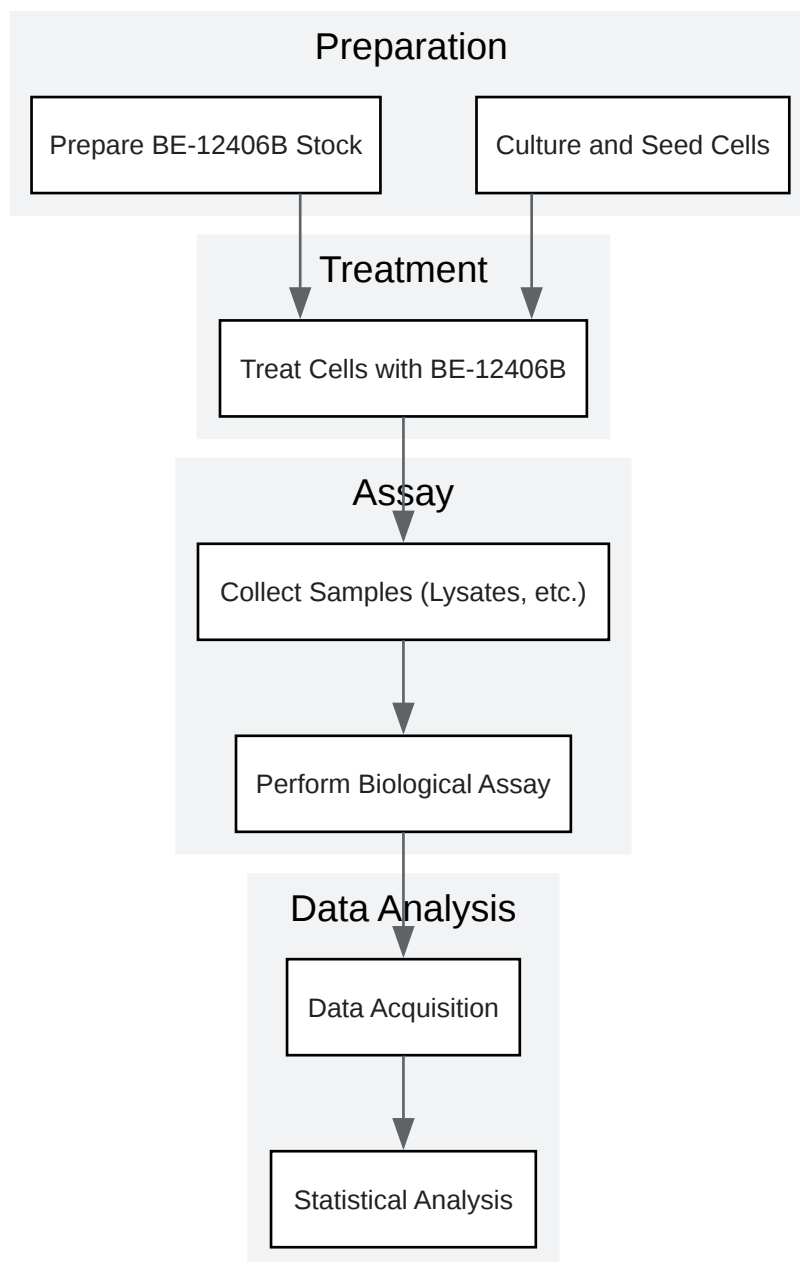 Preparation
Prepare BE-12406B Stock
Culture and Seed Cells
Treatment
Treat Cells with BE-12406B
Assay
Collect Samples (Lysates, etc.)
Perform Biological Assay
Data Analysis
Data Acquisition
Statistical Analysis